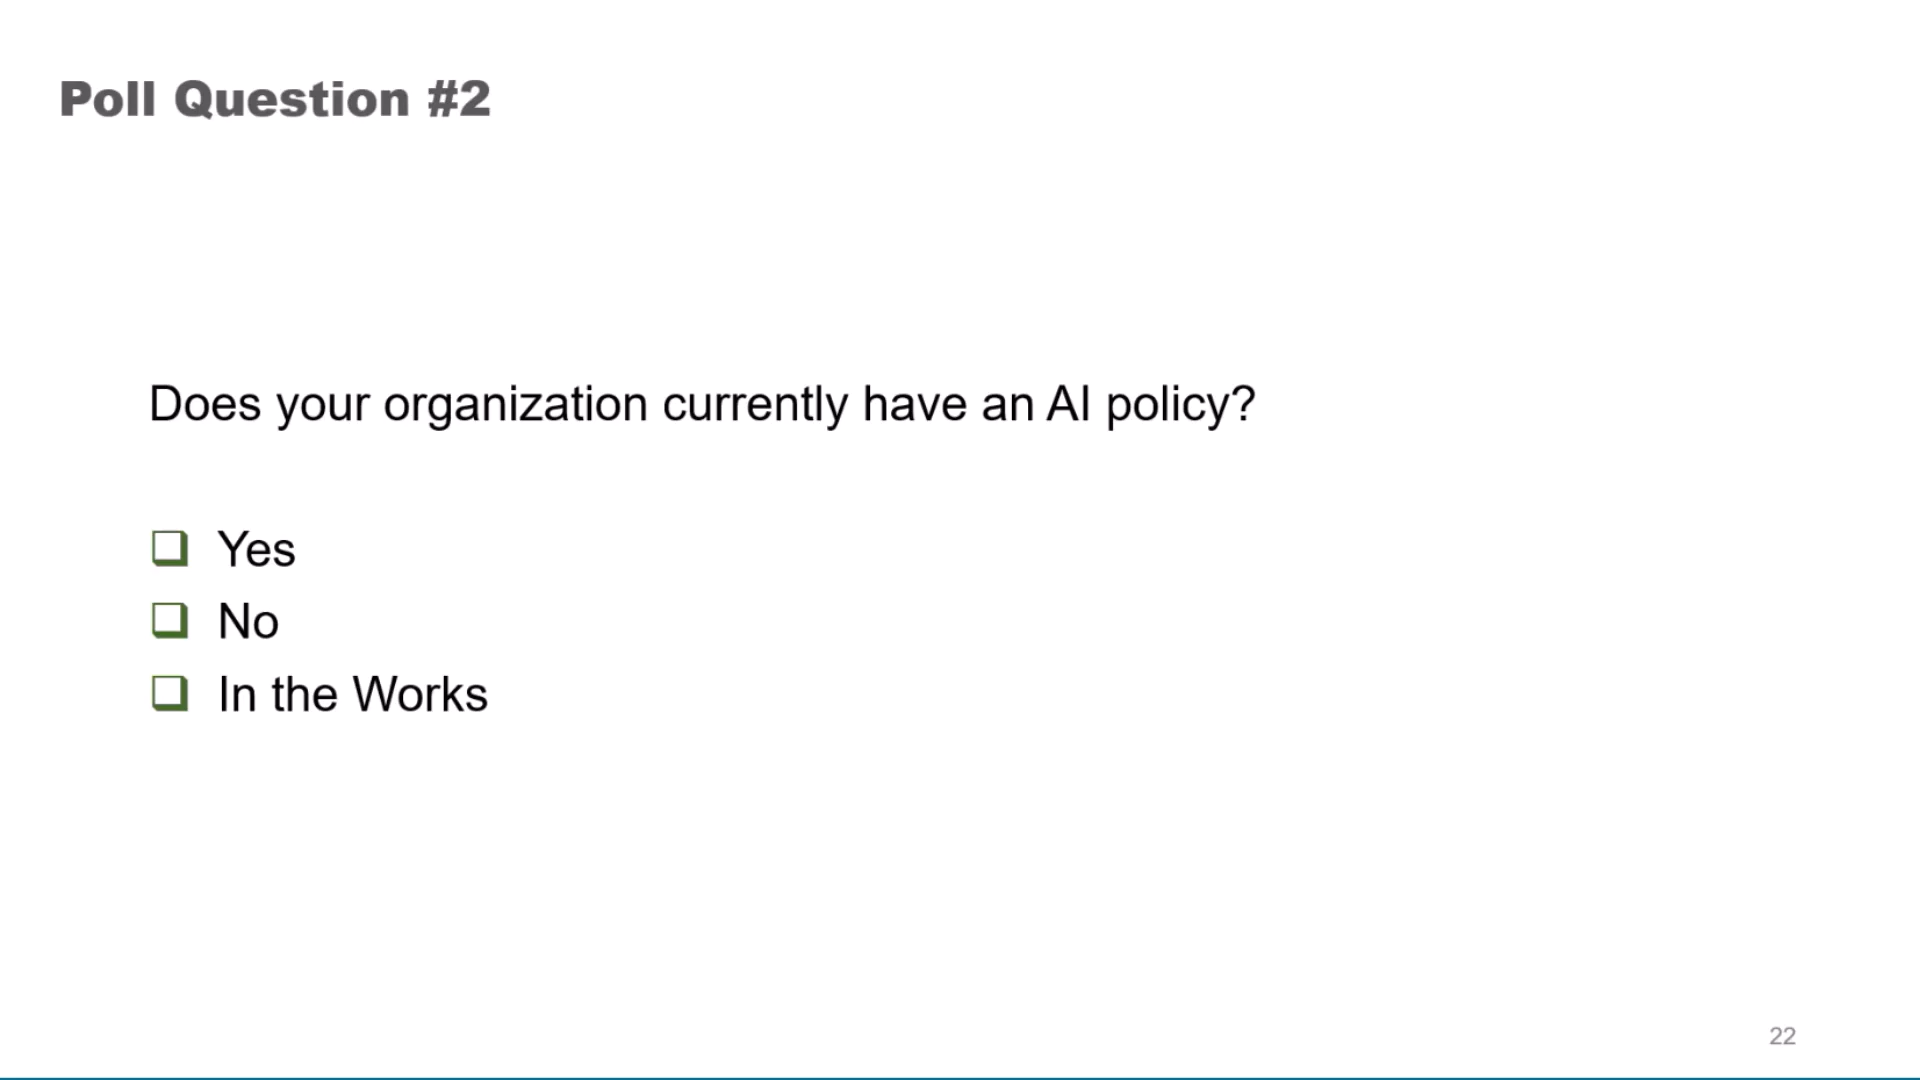 Poll Question #2
Does your organization currently have an AI policy?
Yes
No
In the Works
22